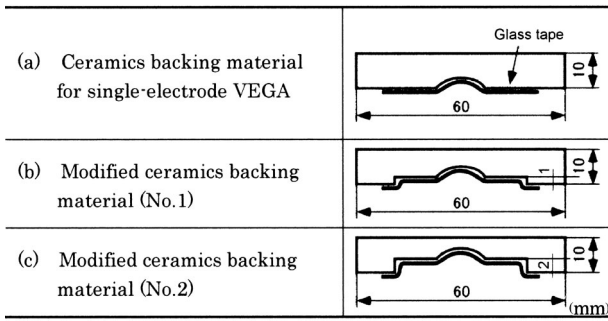 (a) Ceramics backing material
for single-electrode VEGA
Glass tape
10
60
(b) Modified ceramics backing
material (No.1)
1
10
60
(c) Modified ceramics backing
material (No.2)
2
10
60
(mm)